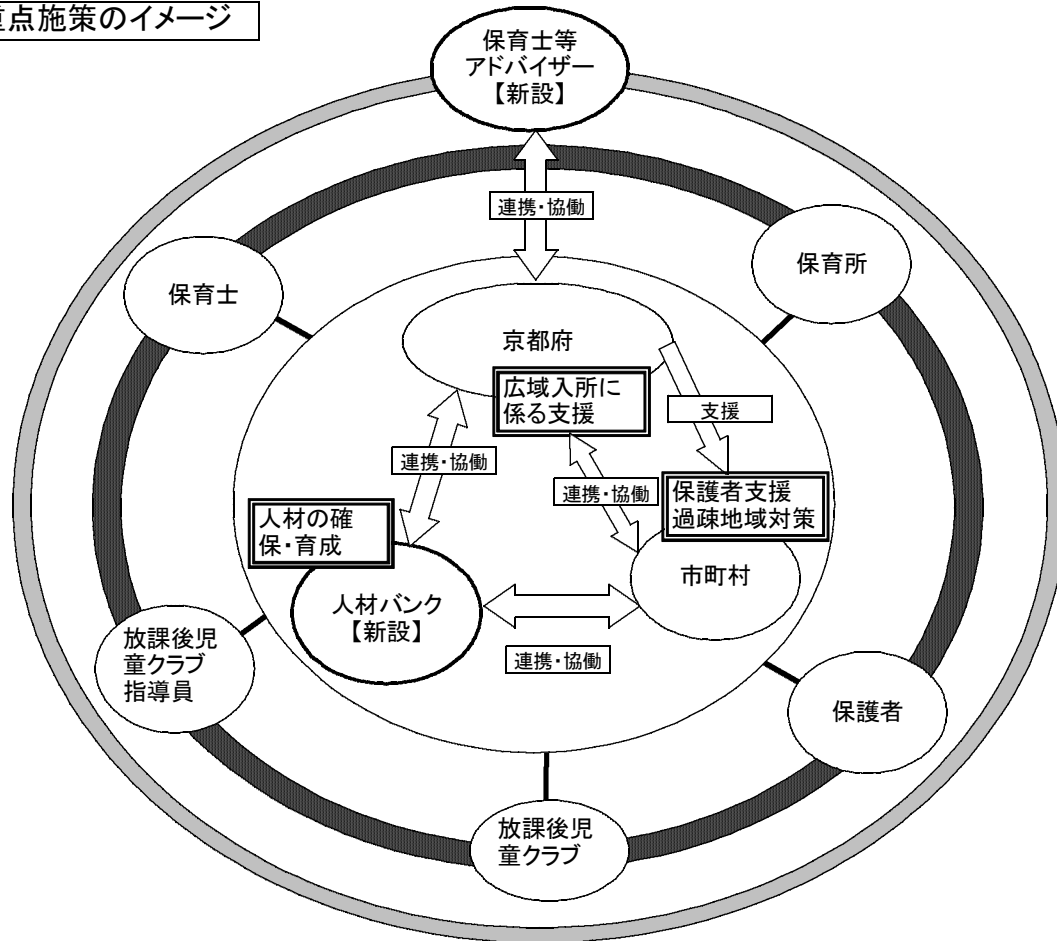 点施策のイメージ
保育士等
アドバイザー
【新設】
連携・協働
保育士
保育所
京都府
広域入所に
係る支援
支援
連携・協働
連携・協働
保護者支援
過疎地域対策
人材の確
保・育成
市町村
人材バンク
【新設】
連携・協働
放課後児
童クラブ
指導員
保護者
放課後児
童クラブ